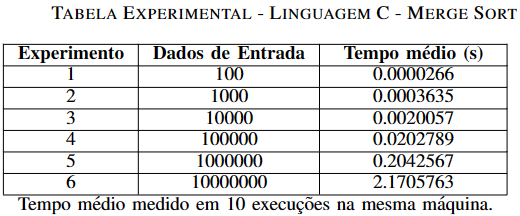 TABELA EXPERIMENTAL - LINGUAGEM C - MERGE SORT
Experimento Dados de Entrada Tempo médio (s)
1 100 0.0000266
2 1000 0.0003635
3 10000 0.0020057
4 100000 0.0202789
5 1000000 0.2042567
6 10000000 2.1705763
Tempo médio medido em 10 execuções na mesma máquina.